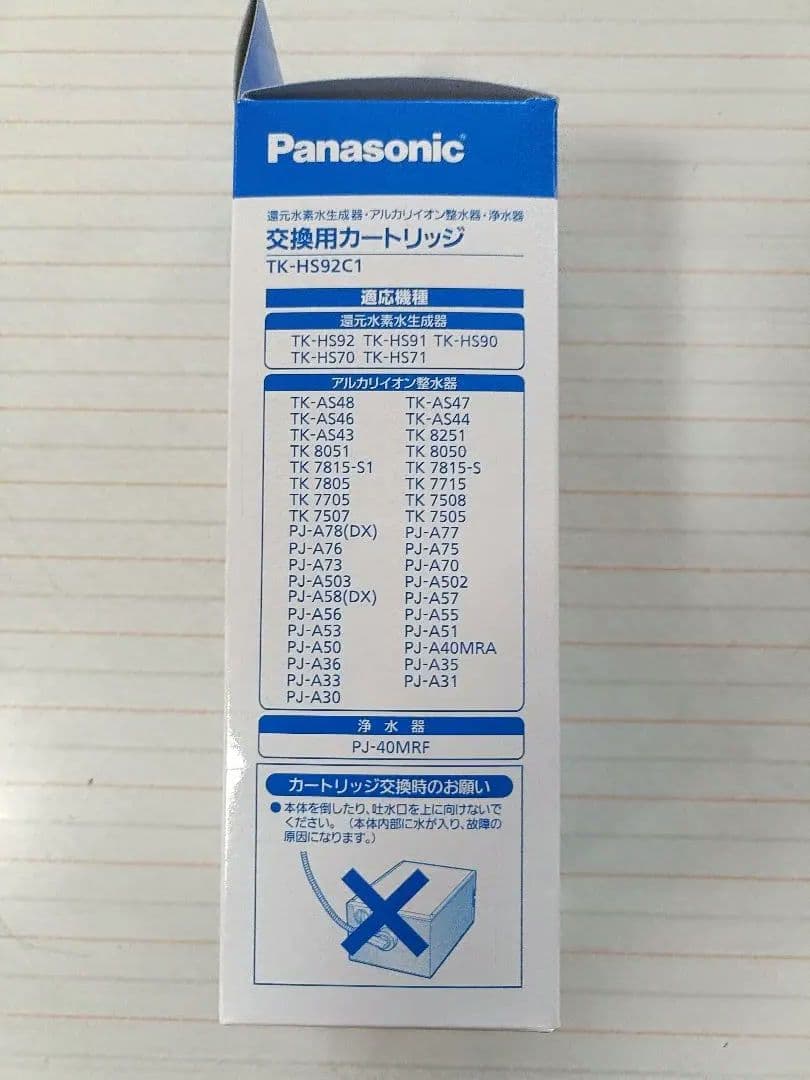 Panasonic
還元水素水生成器・アルカリイオン整水器・浄水器
交換用カートリッジ
TK-HS92C1
適応機種
還元水素水生成器
TK-HS92 TK-HS91 TK-HS90
TK-HS70 TK-HS71
アルカリイオン整水器
TK-AS48 TK-AS47
TK-AS46 TK-AS44
TK-AS43 TK 8251
TK 8051 TK 8050
TK 7815-S1 TK 7815-S
TK 7805 TK 7715
TK 7705 TK 7508
TK 7507 TK 7505
PJ-A78(DX) PJ-A77
PJ-A76 PJ-A75
PJ-A73 PJ-A70
PJ-A503 PJ-A502
PJ-A58(DX) PJ-A57
PJ-A56 PJ-A55
PJ-A53 PJ-A51
PJ-A50 PJ-A40MRA
PJ-A36 PJ-A35
PJ-A33 PJ-A31
PJ-A30
浄水器
PJ-40MRF
カートリッジ交換時のお願い
●本体を倒したり、吐水口を上に向けないで
ください。（本体内部に水が入り、故障の
原因になります。）